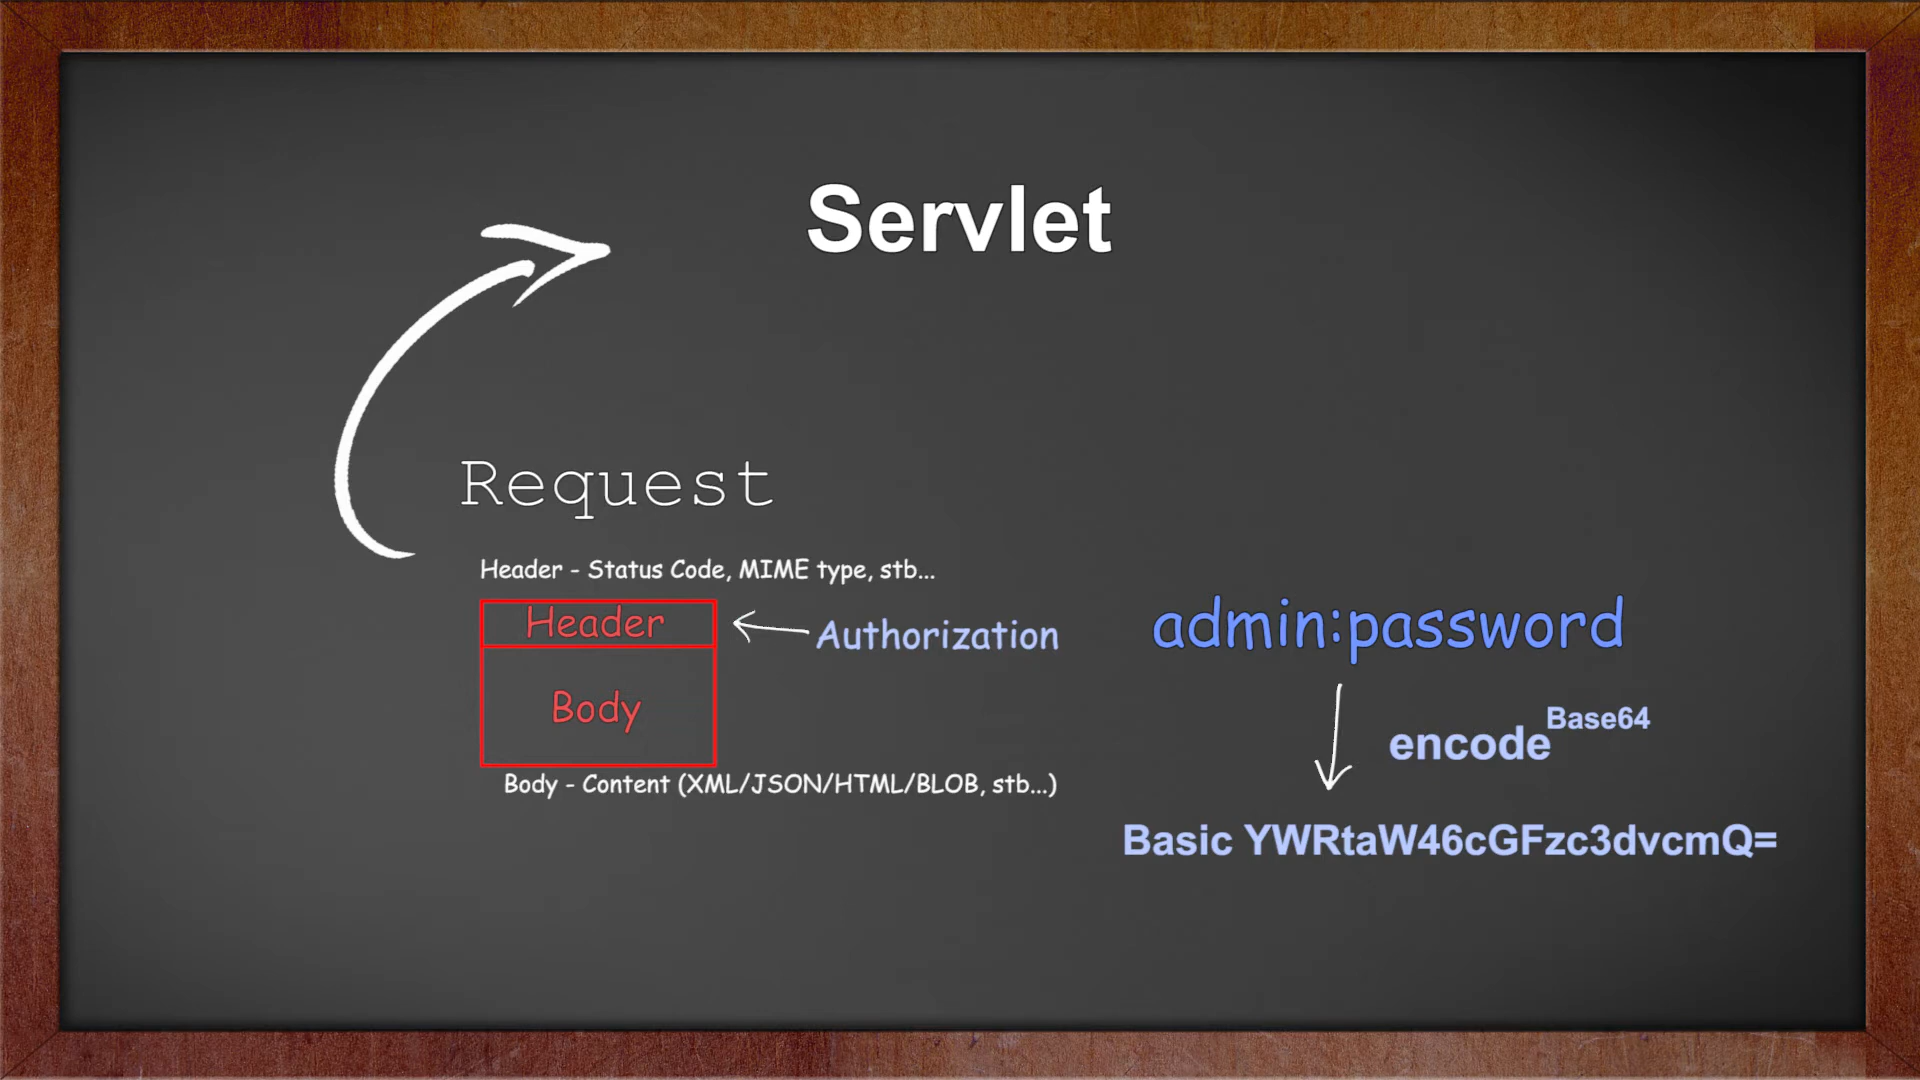 Servlet
Request
Header - Status Code, MIME type, stb...
Header
Authorization
Body
Body - Content (XML/JSON/HTML/BLOB, stb...)
admin:password
encode Base64
Basic YWRtaW46cGFzc3dvcmQ=